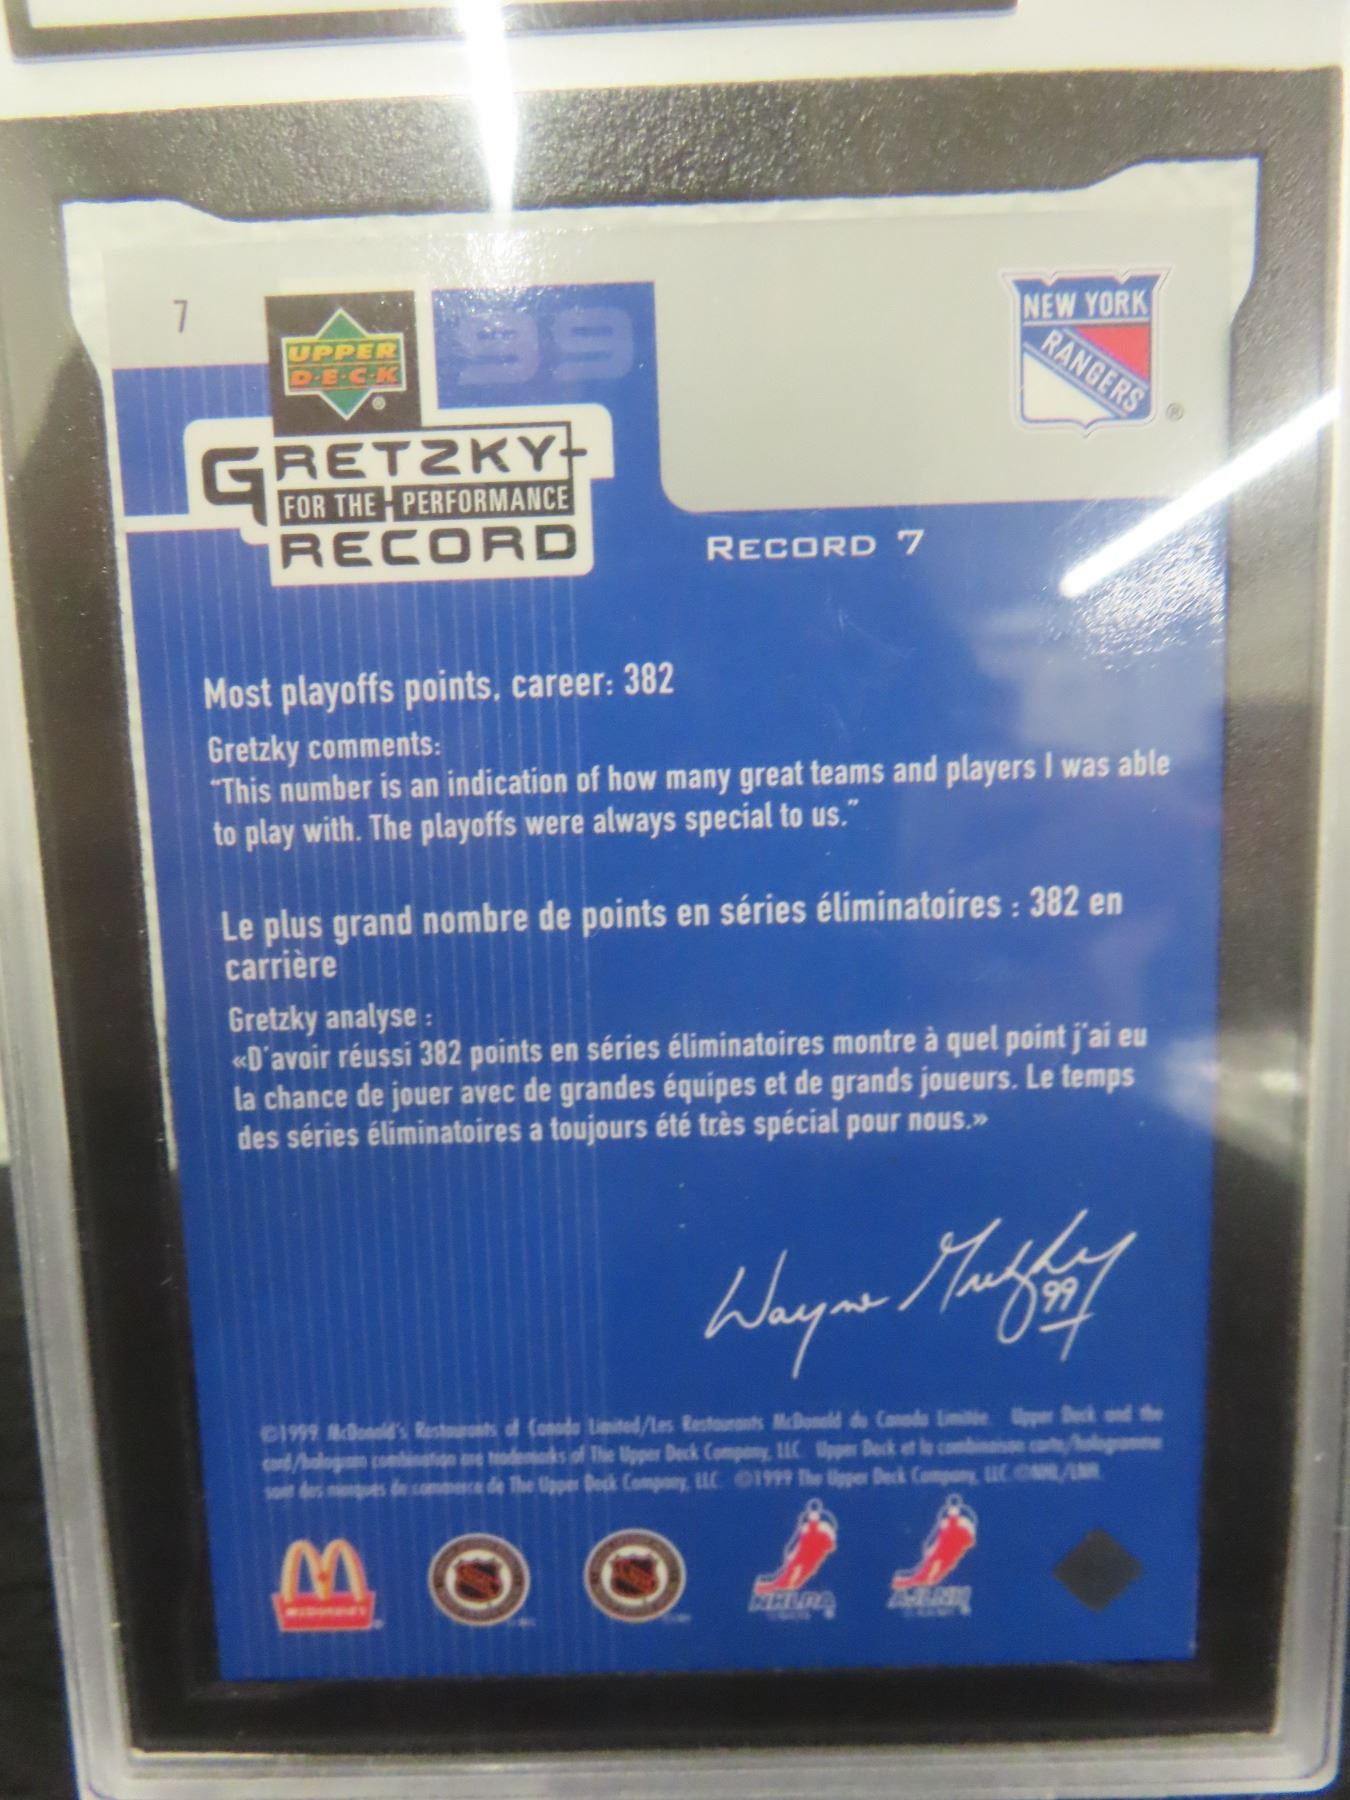 7
UPPER
D·E·C·K
®
99
NEW YORK
RANGERS
®
GRETZKY
FOR THE PERFORMANCE
RECORD
RECORD 7
Most playoffs points, career: 382
Gretzky comments:
"This number is an indication of how many great teams and players I was able
to play with. The playoffs were always special to us."
Le plus grand nombre de points en séries éliminatoires : 382 en
carrière
Gretzky analyse :
«D'avoir réussi 382 points en séries éliminatoires montre à quel point j'ai eu
la chance de jouer avec de grandes équipes et de grands joueurs. Le temps
des séries éliminatoires a toujours été très spécial pour nous.»
Wayne Gretzky
99
©1999 McDonald's Restaurants of Canada Limited/Les Restaurants McDonald du Canada Limitée. Upper Deck and the
card/hologram combination are trademarks of The Upper Deck Company, LLC. Upper Deck et la combinaison carte/hologramme
sont des marques de commerce de The Upper Deck Company, LLC. ©1999 The Upper Deck Company, LLC. ©NHL/LNH.
McDonald's
NHLPA
AJLNH